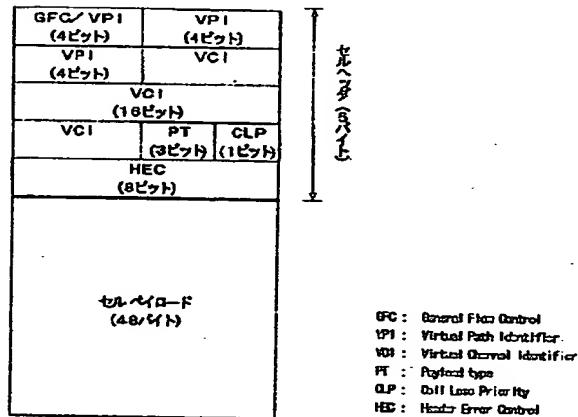 GFC／VPI
(4ビット)
VPI
(4ビット)
VPI
(4ビット)
VCI
VCI
(16ビット)
VCI
PT
(3ビット)
CLP
(1ビット)
HEC
(8ビット)
セルヘッダ(5バイト)
セルペイロード
(48バイト)
GFC : General Flow Control
VPI : Virtual Path Identifier
VCI : Virtual Channel Identifier
PT : Payload type
CLP : Cell Loss Priority
HEC : Header Error Control